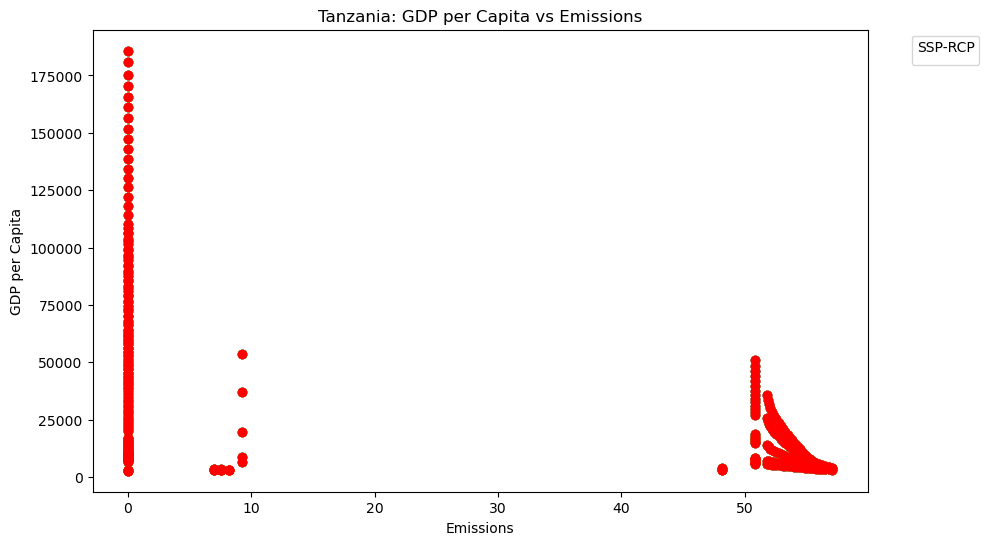 Tanzania: GDP per Capita vs Emissions
SSP-RCP
175000
150000
125000
100000
75000
50000
25000
0
GDP per Capita
0 10 20 30 40 50
Emissions